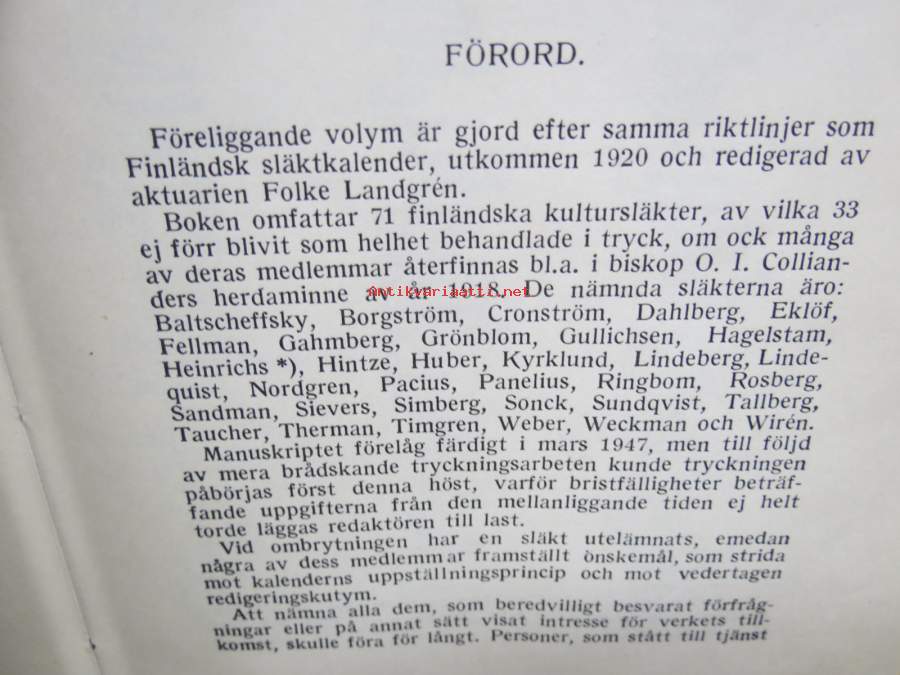 FÖRORD.
Föreliggande volym är gjord efter samma riktlinjer som
Finländsk släktkalender, utkommen 1920 och redigerad av
aktuarien Folke Landgrén.
Boken omfattar 71 finländska kultursläkter, av vilka 33
ej förr blivit som helhet behandlade i tryck, om ock många
av deras medlemmar återfinnas bl.a. i biskop O. I. Collian-
ders herdaminne av år 1918. De nämnda släkterna äro:
Antikvariaatti.net
Baltscheffsky, Borgström, Cronström, Dahlberg, Eklöf,
Fellman, Gahmberg, Grönblom, Gullichsen, Hagelstam,
Heinrichs *), Hintze, Huber, Kyrklund, Lindeberg, Linde-
quist, Nordgren, Pacius, Panelius, Ringbom, Rosberg,
Sandman, Sievers, Simberg, Sonck, Sundqvist, Tallberg,
Taucher, Therman, Timgren, Weber, Weckman och Wirén.
Manuskriptet förelåg färdigt i mars 1947, men till följd
av mera brådskande tryckningsarbeten kunde tryckningen
påbörjas först denna höst, varför bristfälligheter beträf-
fande uppgifterna från den mellanliggande tiden ej helt
torde läggas redaktören till last.
Vid ombrytningen har en släkt utelämnats, emedan
några av dess medlemmar framställt önskemål, som strida
mot kalenderns uppställningsprincip och mot vedertagen
redigeringskutym.
Att nämna alla dem, som beredvilligt besvarat förfråg-
ningar eller på annat sätt visat intresse för verkets till-
komst, skulle föra för långt. Personer, som stått till tjänst